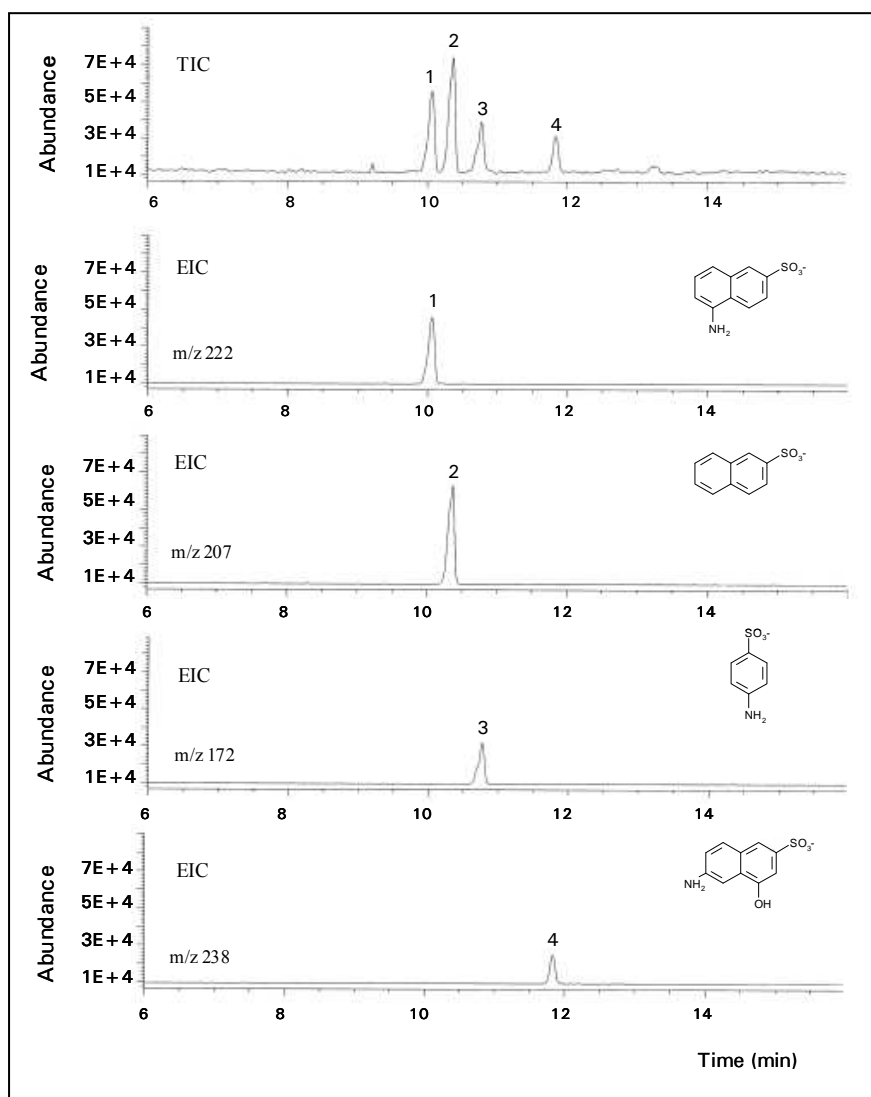 Abundance
7E+4
5E+4
3E+4
1E+4
TIC
1
2
3
4
6 8 10 12 14
Abundance
7E+4
5E+4
3E+4
1E+4
EIC
m/z 222
1
SO3-
NH2
6 8 10 12 14
Abundance
7E+4
5E+4
3E+4
1E+4
EIC
m/z 207
2
SO3-
6 8 10 12 14
Abundance
7E+4
5E+4
3E+4
1E+4
EIC
m/z 172
3
SO3-
NH2
6 8 10 12 14
Abundance
7E+4
5E+4
3E+4
1E+4
EIC
m/z 238
4
SO3-
NH2
OH
6 8 10 12 14
Time (min)